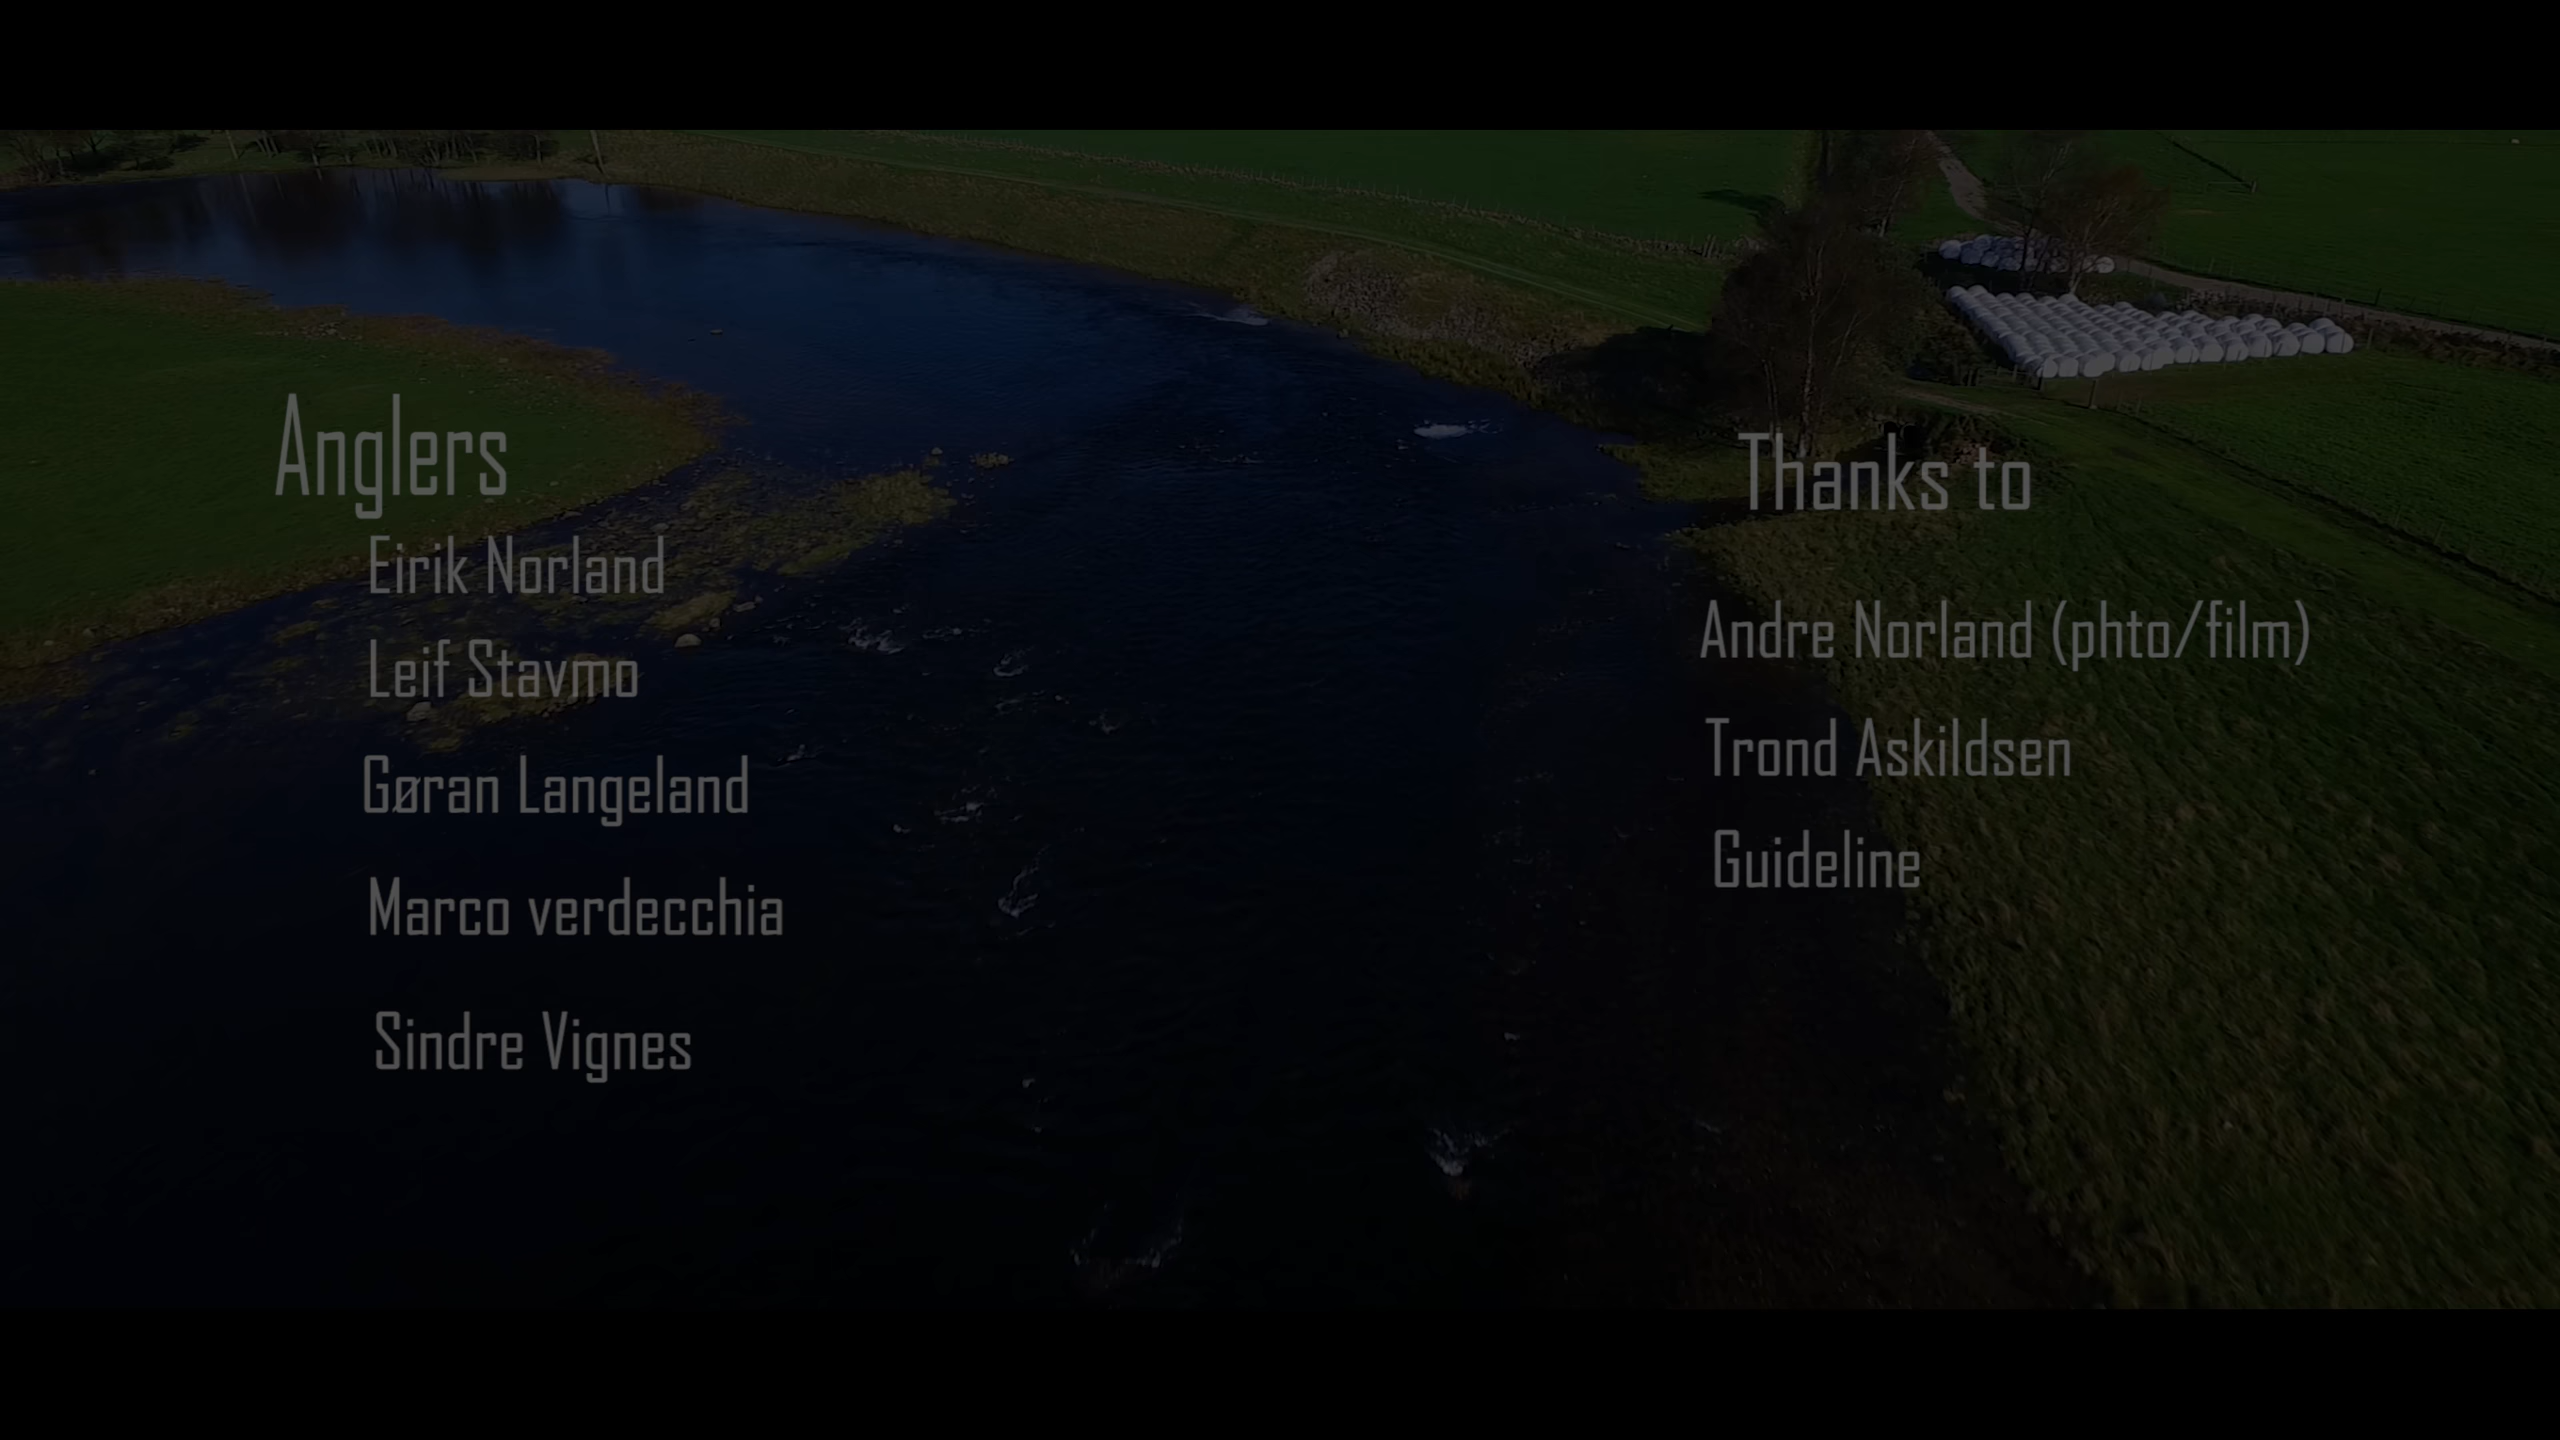 Anglers
Eirik Norland
Leif Stavmo
Gøran Langeland
Marco verdecchia
Sindre Vignes
Thanks to
Andre Norland (phto/film)
Trond Askildsen
Guideline